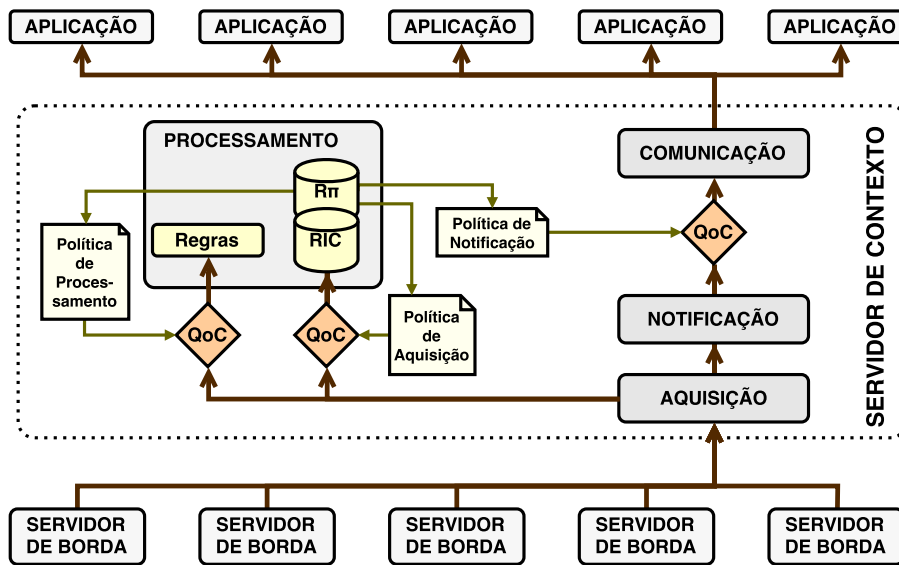 APLICAÇÃO
APLICAÇÃO
APLICAÇÃO
APLICAÇÃO
APLICAÇÃO
SERVIDOR DE CONTEXTO
PROCESSAMENTO
COMUNICAÇÃO
Rπ
RIC
Regras
Política
de
Proces-
samento
Política de
Notificação
QoC
QoC
QoC
Política
de
Aquisição
NOTIFICAÇÃO
AQUISIÇÃO
SERVIDOR
DE BORDA
SERVIDOR
DE BORDA
SERVIDOR
DE BORDA
SERVIDOR
DE BORDA
SERVIDOR
DE BORDA